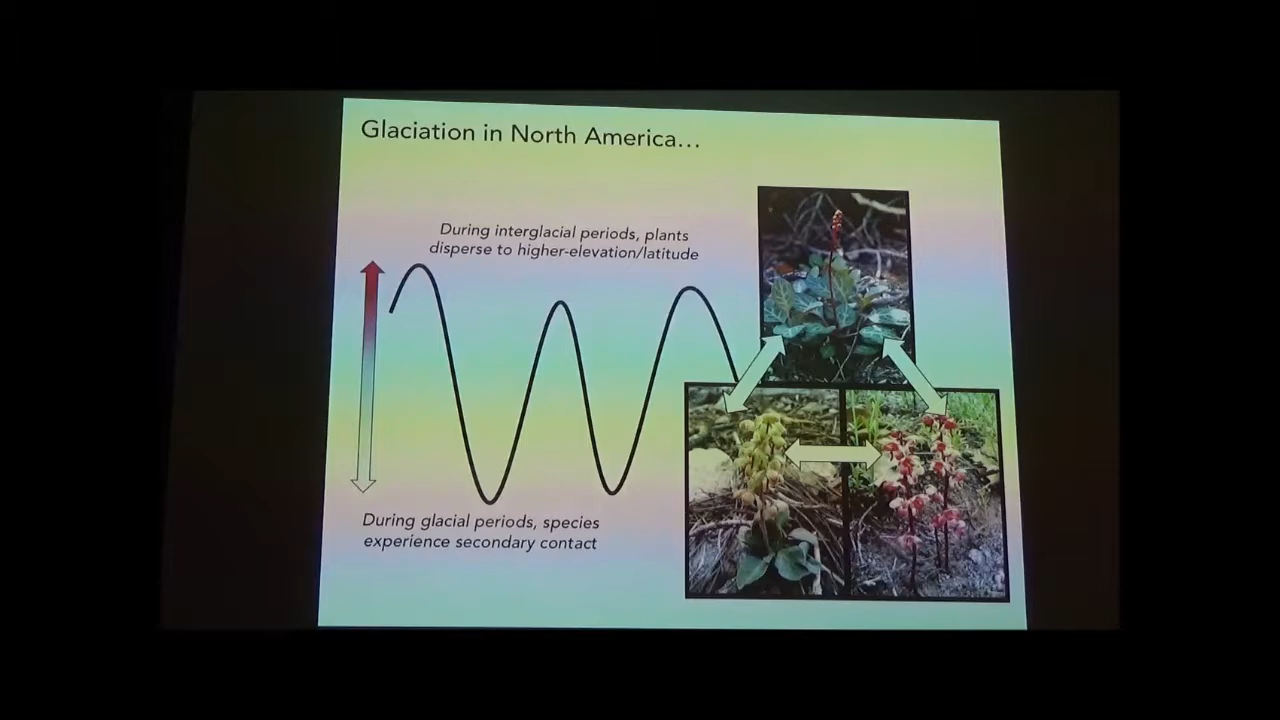 Glaciation in North America…
During interglacial periods, plants
disperse to higher-elevation/latitude
During glacial periods, species
experience secondary contact